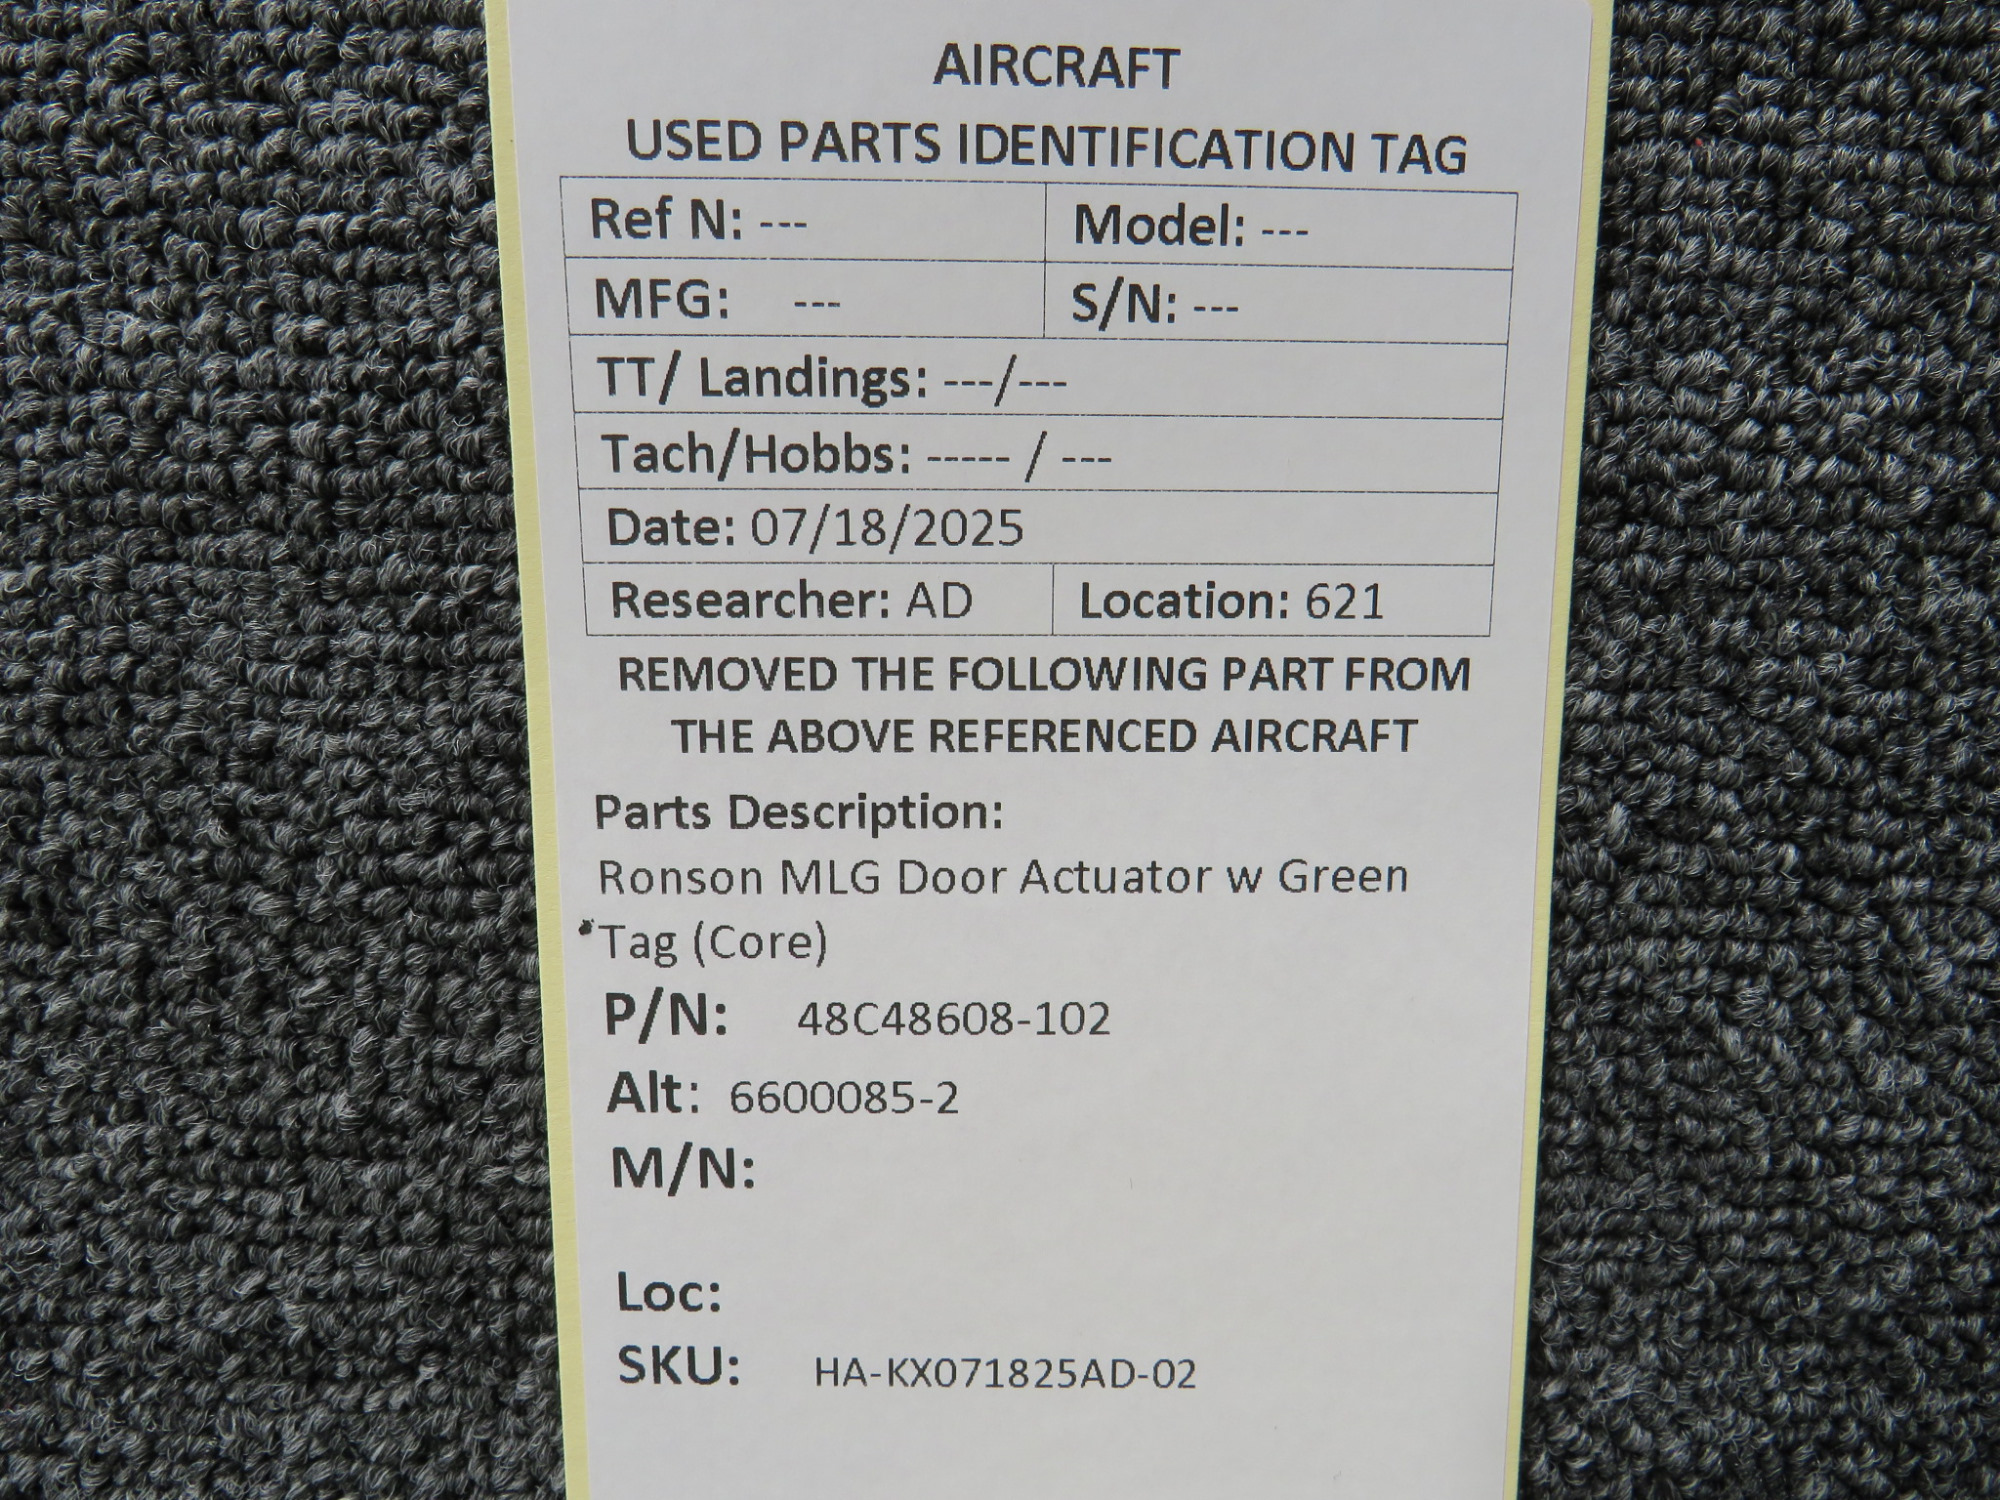 AIRCRAFT
USED PARTS IDENTIFICATION TAG
Ref N: --- Model: ---
MFG: --- S/N: ---
TT/ Landings: ---/---
Tach/Hobbs: ----- / ---
Date: 07/18/2025
Researcher: AD Location: 621
REMOVED THE FOLLOWING PART FROM
THE ABOVE REFERENCED AIRCRAFT
Parts Description:
Ronson MLG Door Actuator w Green
Tag (Core)
P/N: 48C48608-102
Alt: 6600085-2
M/N:
Loc:
SKU: HA-KX071825AD-02